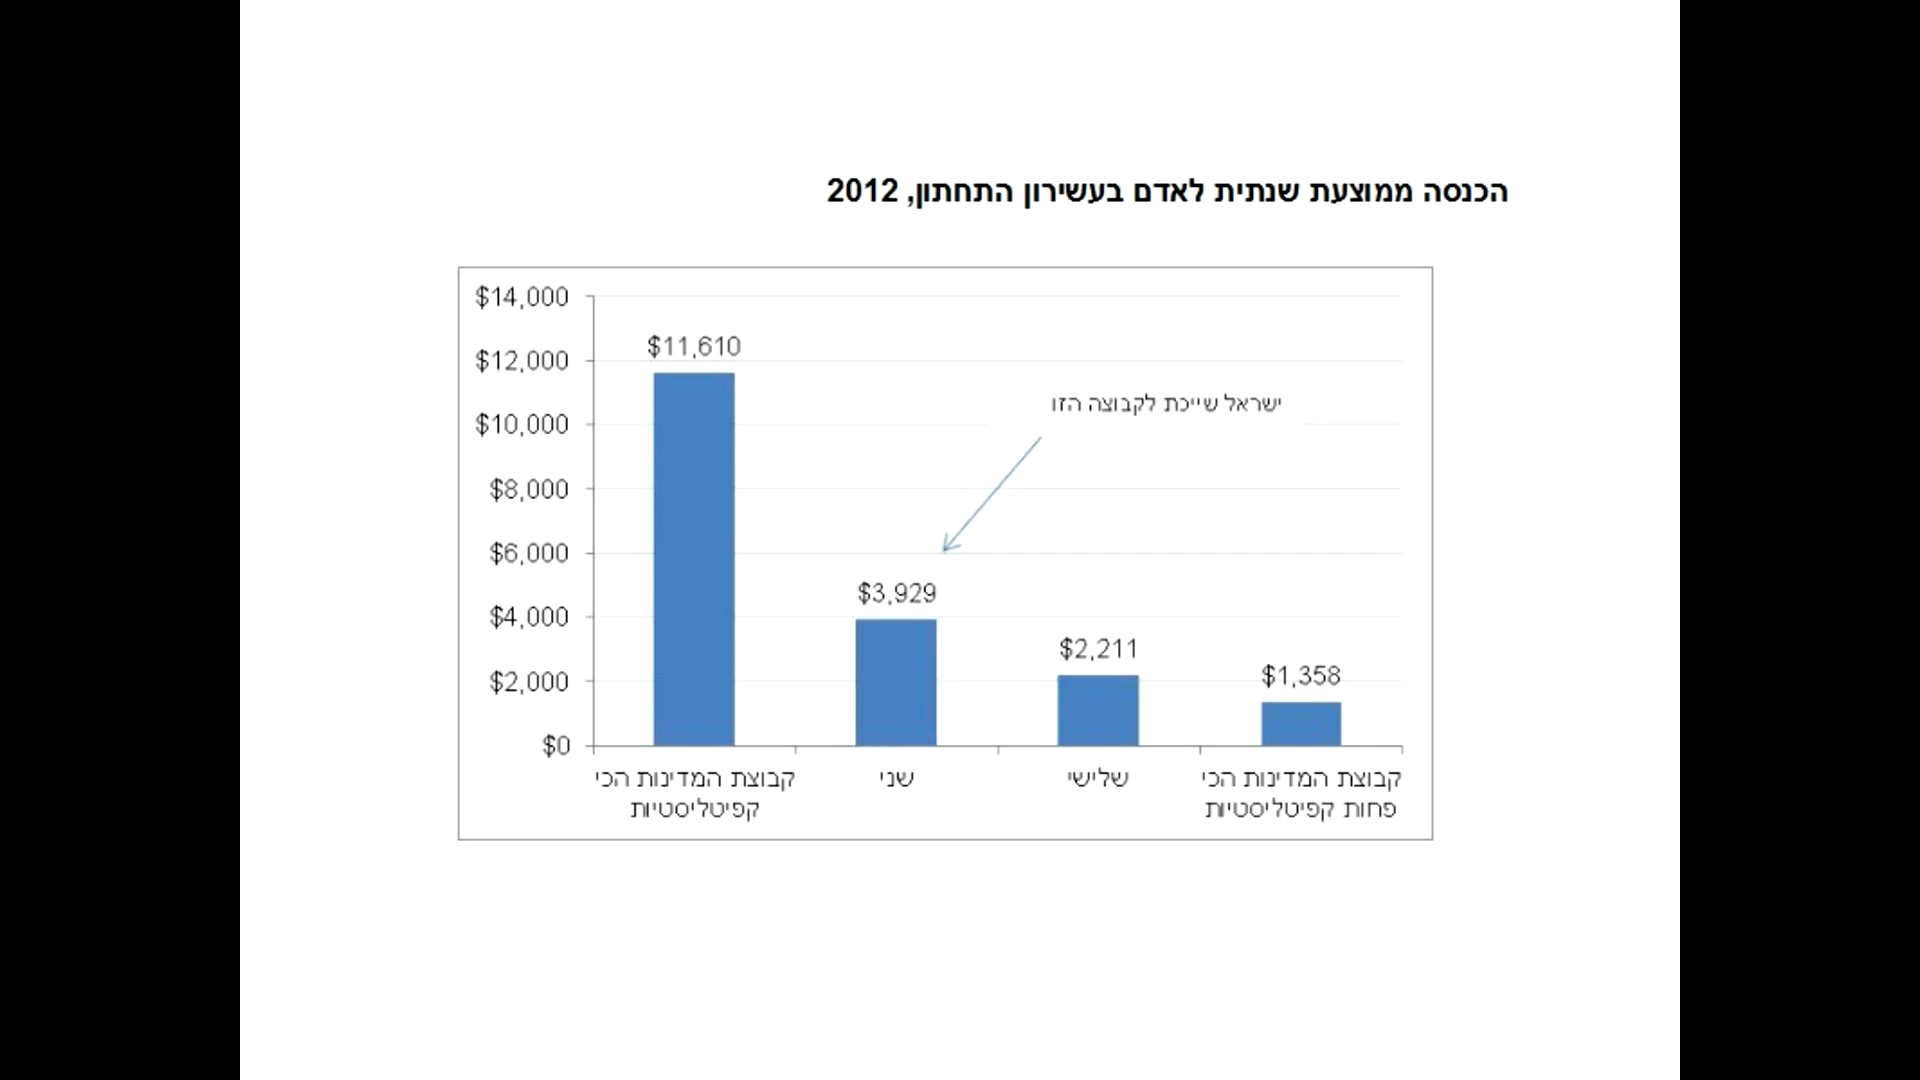 הכנסה ממוצעת שנתית לאדם בעשירון התחתון, 2012
$14,000
$12,000
$10,000
$8,000
$6,000
$4,000
$2,000
$0
$11,610
ישראל שייכת לקבוצה הזו
$3,929
$2,211
$1,358
קבוצת המדינות הכי
קפיטליסטיות
שני
שלישי
קבוצת המדינות הכי
פחות קפיטליסטיות